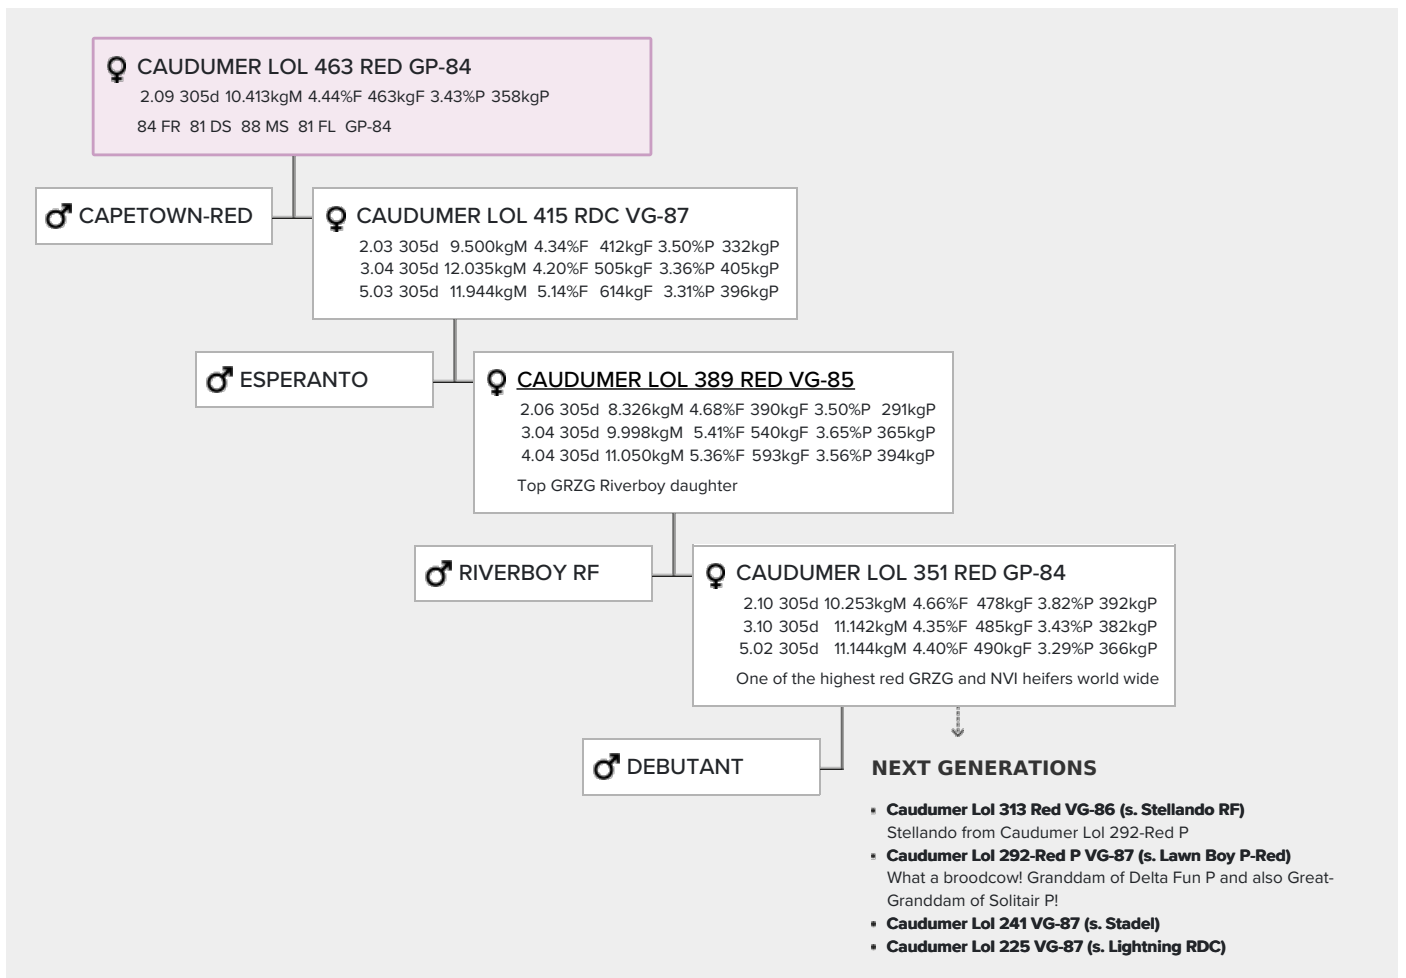 CAUDUMER LOL 463 RED GP-84
2.09 305d 10.413kgM 4.44%F 463kgF 3.43%P 358kgP
84 FR 81 DS 88 MS 81 FL GP-84
CAPETOWN-RED
CAUDUMER LOL 415 RDC VG-87
2.03 305d 9.500kgM 4.34%F 412kgF 3.50%P 332kgP
3.04 305d 12.035kgM 4.20%F 505kgF 3.36%P 405kgP
5.03 305d 11.944kgM 5.14%F 614kgF 3.31%P 396kgP
ESPERANTO
CAUDUMER LOL 389 RED VG-85
2.06 305d 8.326kgM 4.68%F 390kgF 3.50%P 291kgP
3.04 305d 9.998kgM 5.41%F 540kgF 3.65%P 365kgP
4.04 305d 11.050kgM 5.36%F 593kgF 3.56%P 394kgP
Top GRZG Riverboy daughter
RIVERBOY RF
CAUDUMER LOL 351 RED GP-84
2.10 305d 10.253kgM 4.66%F 478kgF 3.82%P 392kgP
3.10 305d 11.142kgM 4.35%F 485kgF 3.43%P 382kgP
5.02 305d 11.144kgM 4.40%F 490kgF 3.29%P 366kgP
One of the highest red GRZG and NVI heifers world wide
DEBUTANT
NEXT GENERATIONS
Caudumer Lol 313 Red VG-86 (s. Stellando RF)
Stellando from Caudumer Lol 292-Red P
Caudumer Lol 292-Red P VG-87 (s. Lawn Boy P-Red)
What a broodcow! Granddam of Delta Fun P and also Great-
Granddam of Solitair P!
Caudumer Lol 241 VG-87 (s. Stadel)
Caudumer Lol 225 VG-87 (s. Lightning RDC)